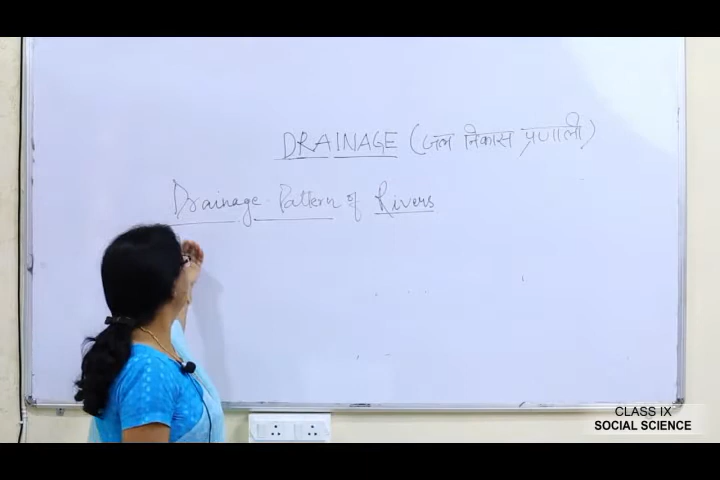 DRAINAGE (जल निकास प्रणाली)
Drainage Pattern of Rivers
CLASS IX
SOCIAL SCIENCE